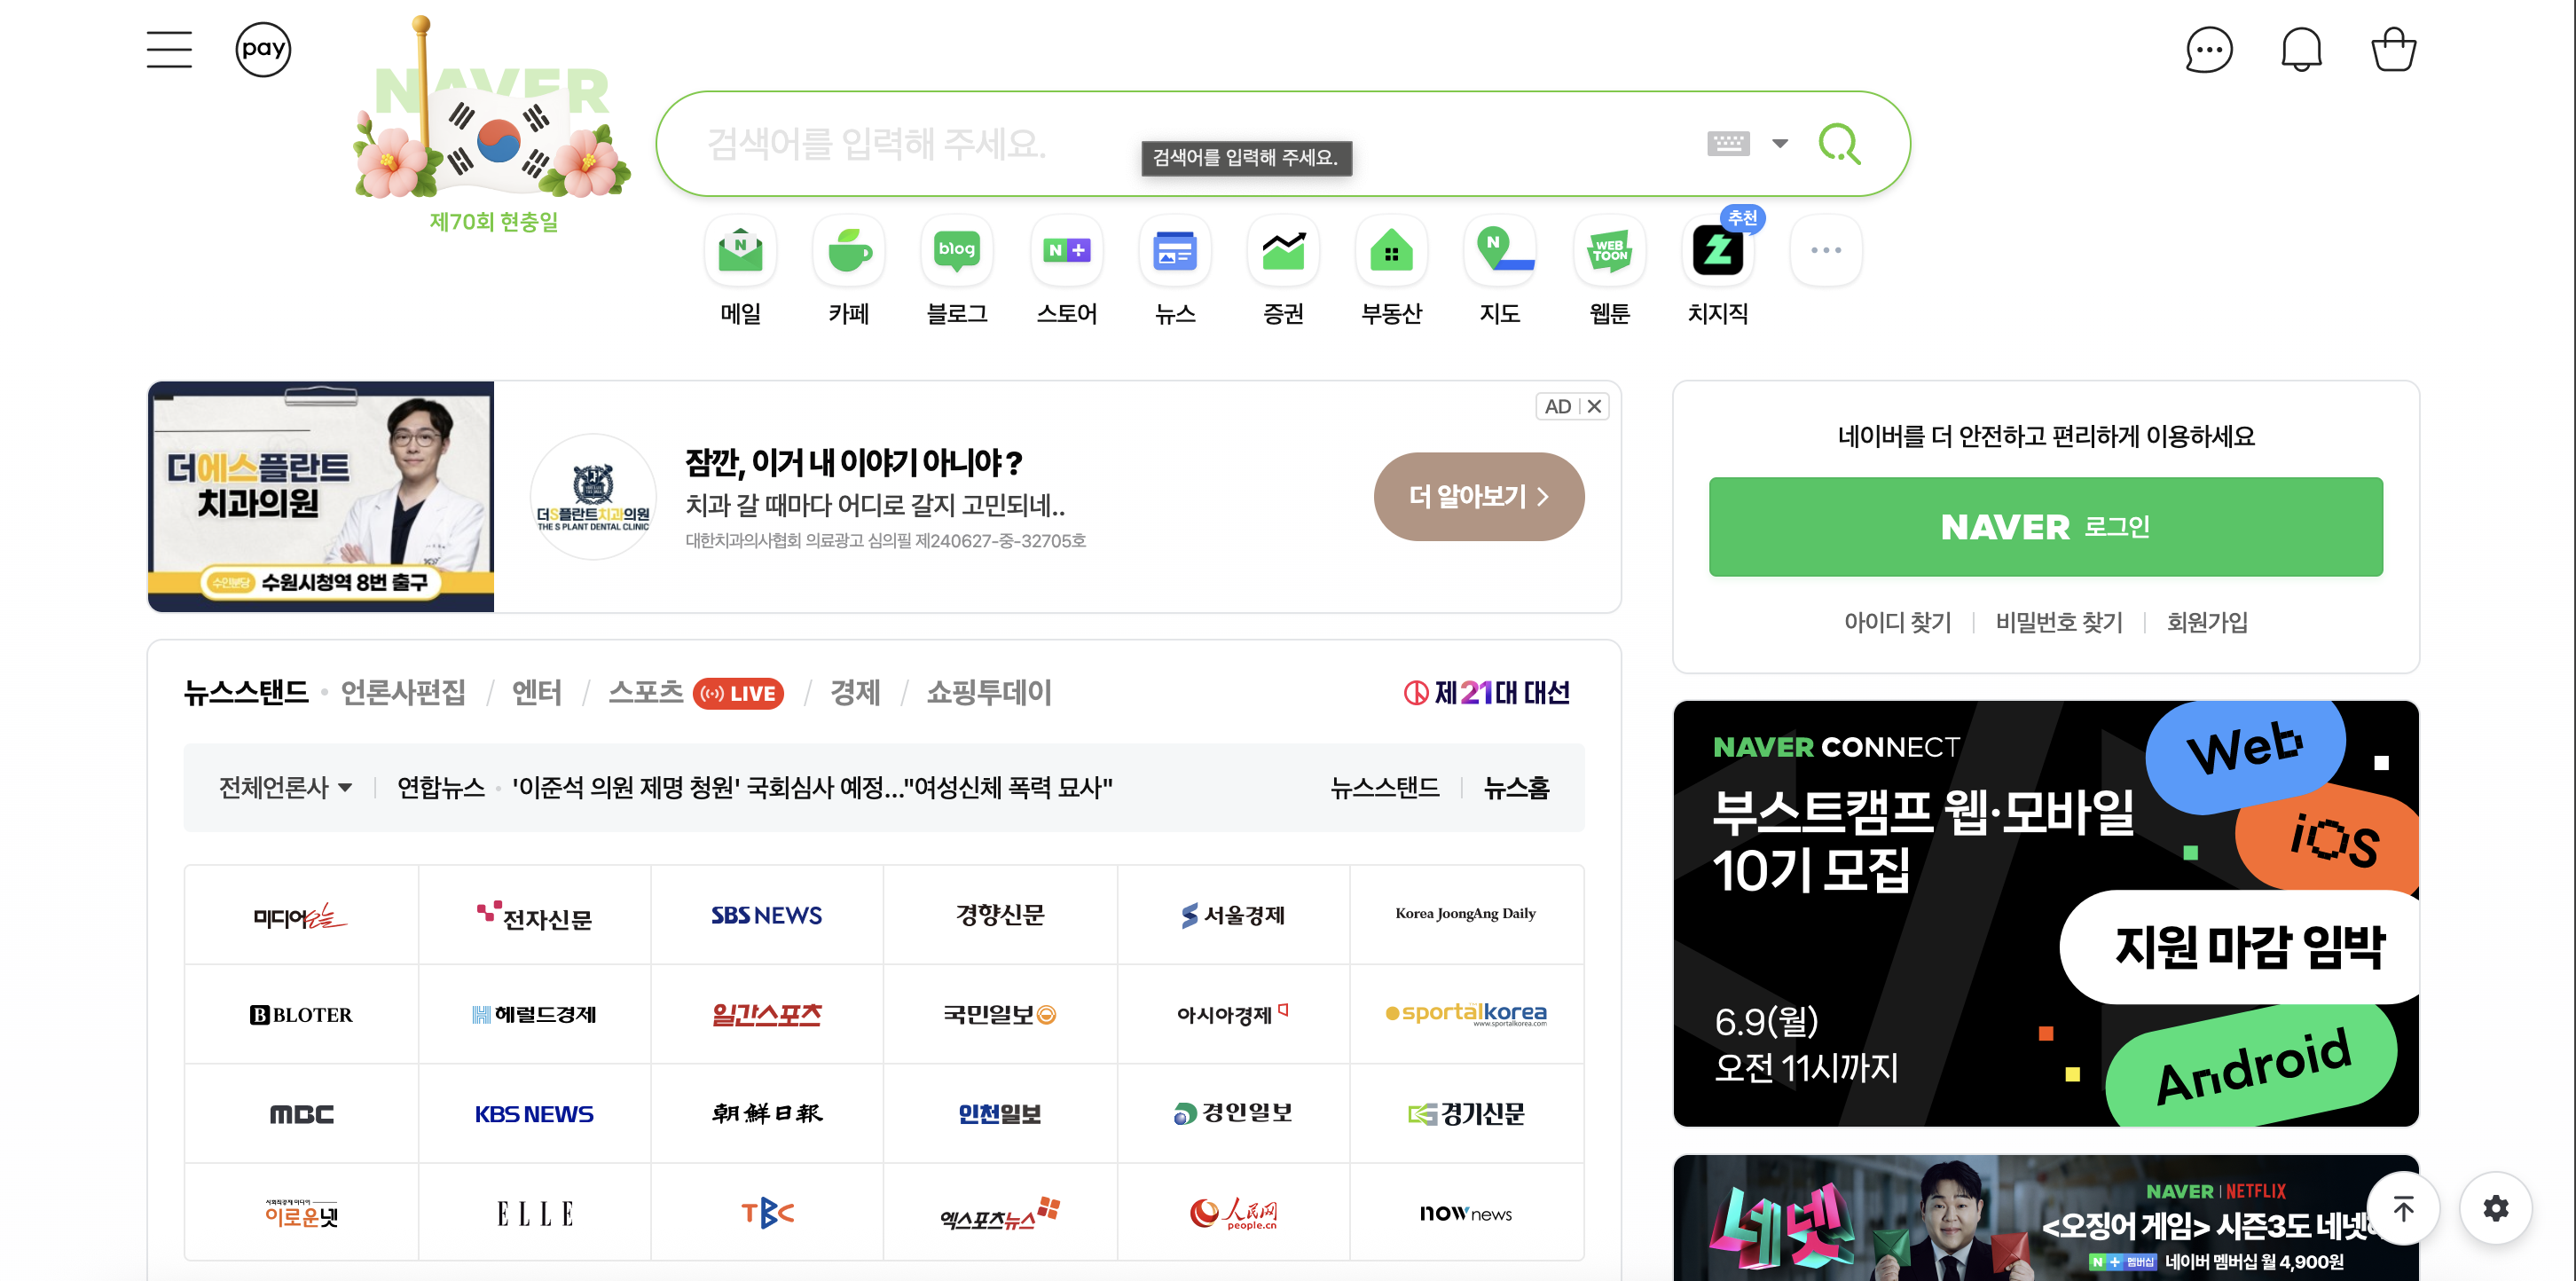 pay
NAVER
제70회 현충일
검색어를 입력해 주세요.
검색어를 입력해 주세요.
N
blog
N +
N
WEB
TOON
추천
메일
카페
블로그
스토어
뉴스
증권
부동산
지도
웹툰
치지직
더에스플란트
치과의원
수인분당 수원시청역 8번 출구
더S플란트치과의원
THE S PLANT DENTAL CLINIC
잠깐, 이거 내 이야기 아니야 ?
치과 갈 때마다 어디로 갈지 고민되네..
대한치과의사협회 의료광고 심의필 제240627-중-32705호
AD
더 알아보기
네이버를 더 안전하고 편리하게 이용하세요
NAVER 로그인
아이디 찾기
비밀번호 찾기
회원가입
뉴스스탠드 · 언론사편집 / 엔터 / 스포츠 LIVE / 경제 / 쇼핑투데이
제21대 대선
전체언론사
연합뉴스 · '이준석 의원 제명 청원' 국회심사 예정..."여성신체 폭력 묘사"
뉴스스탠드
뉴스홈
미디어오늘
전자신문
SBS NEWS
경향신문
서울경제
Korea JoongAng Daily
B BLOTER
헤럴드경제
일간스포츠
국민일보
아시아경제
sportalkorea
www.sportalkorea.com
MBC
KBS NEWS
朝鮮日報
인천일보
경인일보
경기신문
이로운넷
ELLE
TBC
엑스포츠뉴스
人民网
people.cn
now news
NAVER CONNECT
부스트캠프 웹·모바일
10기 모집
6.9(월)
오전 11시까지
Web
iOS
지원 마감 임박
Android
네넷
NAVER | NETFLIX
<오징어 게임> 시즌3도 네넷
N + 멤버십 네이버 멤버십 월 4,900원